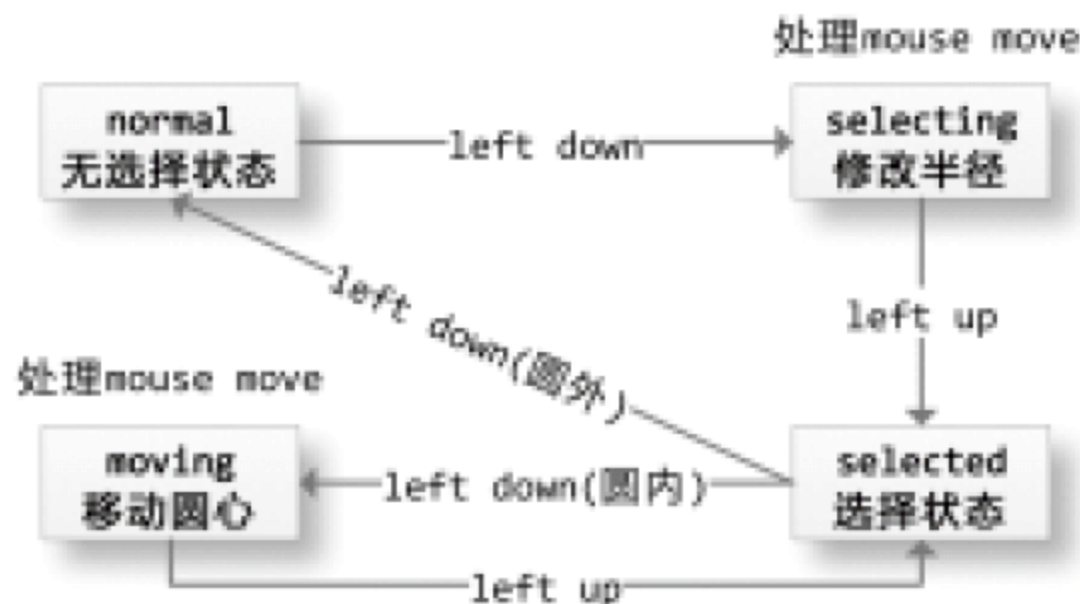 处理mouse move
normal
无选择状态
left down
selecting
修改半径
left down(圆外)
left up
处理mouse move
moving
移动圆心
left down(圆内)
selected
选择状态
left up